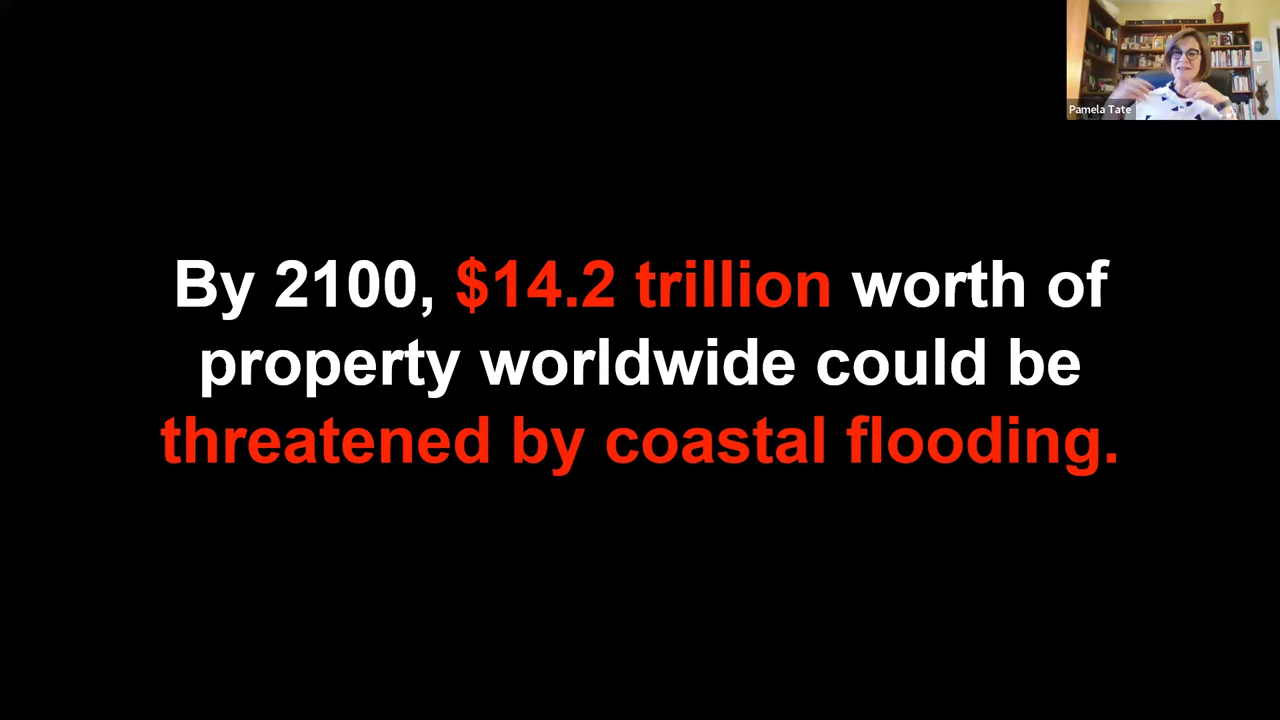 Pamela Tate
By 2100, $14.2 trillion worth of
property worldwide could be
threatened by coastal flooding.